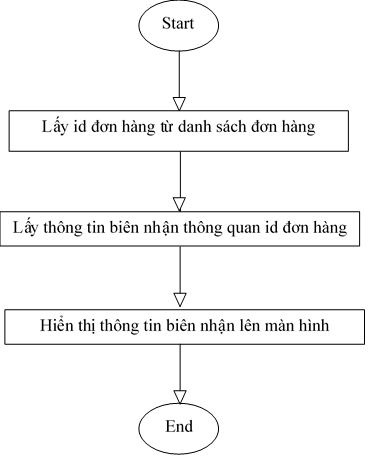 Start
Lấy id đơn hàng từ danh sách đơn hàng
Lấy thông tin biên nhận thông quan id đơn hàng
Hiển thị thông tin biên nhận lên màn hình
End